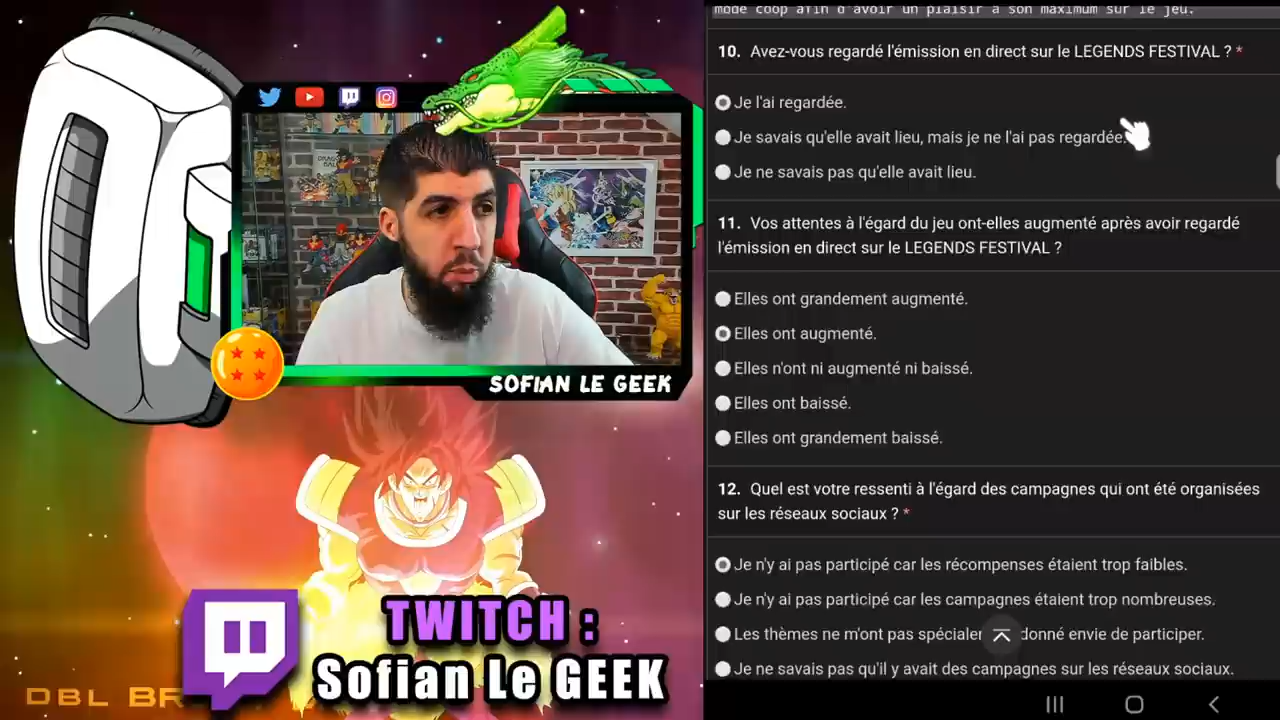 mode coop afin d'avoir un plaisir à son maximum sur le jeu.
10. Avez-vous regardé l'émission en direct sur le LEGENDS FESTIVAL ? *
Je l'ai regardée.
Je savais qu'elle avait lieu, mais je ne l'ai pas regardée.
Je ne savais pas qu'elle avait lieu.
11. Vos attentes à l'égard du jeu ont-elles augmenté après avoir regardé
l'émission en direct sur le LEGENDS FESTIVAL ?
Elles ont grandement augmenté.
Elles ont augmenté.
Elles n'ont ni augmenté ni baissé.
Elles ont baissé.
Elles ont grandement baissé.
12. Quel est votre ressenti à l'égard des campagnes qui ont été organisées
sur les réseaux sociaux ? *
Je n'y ai pas participé car les récompenses étaient trop faibles.
Je n'y ai pas participé car les campagnes étaient trop nombreuses.
Les thèmes ne m'ont pas spécialer donné envie de participer.
Je ne savais pas qu'il y avait des campagnes sur les réseaux sociaux.
SOFIAN LE GEEK
TWITCH :
Sofian Le GEEK
DBL BR